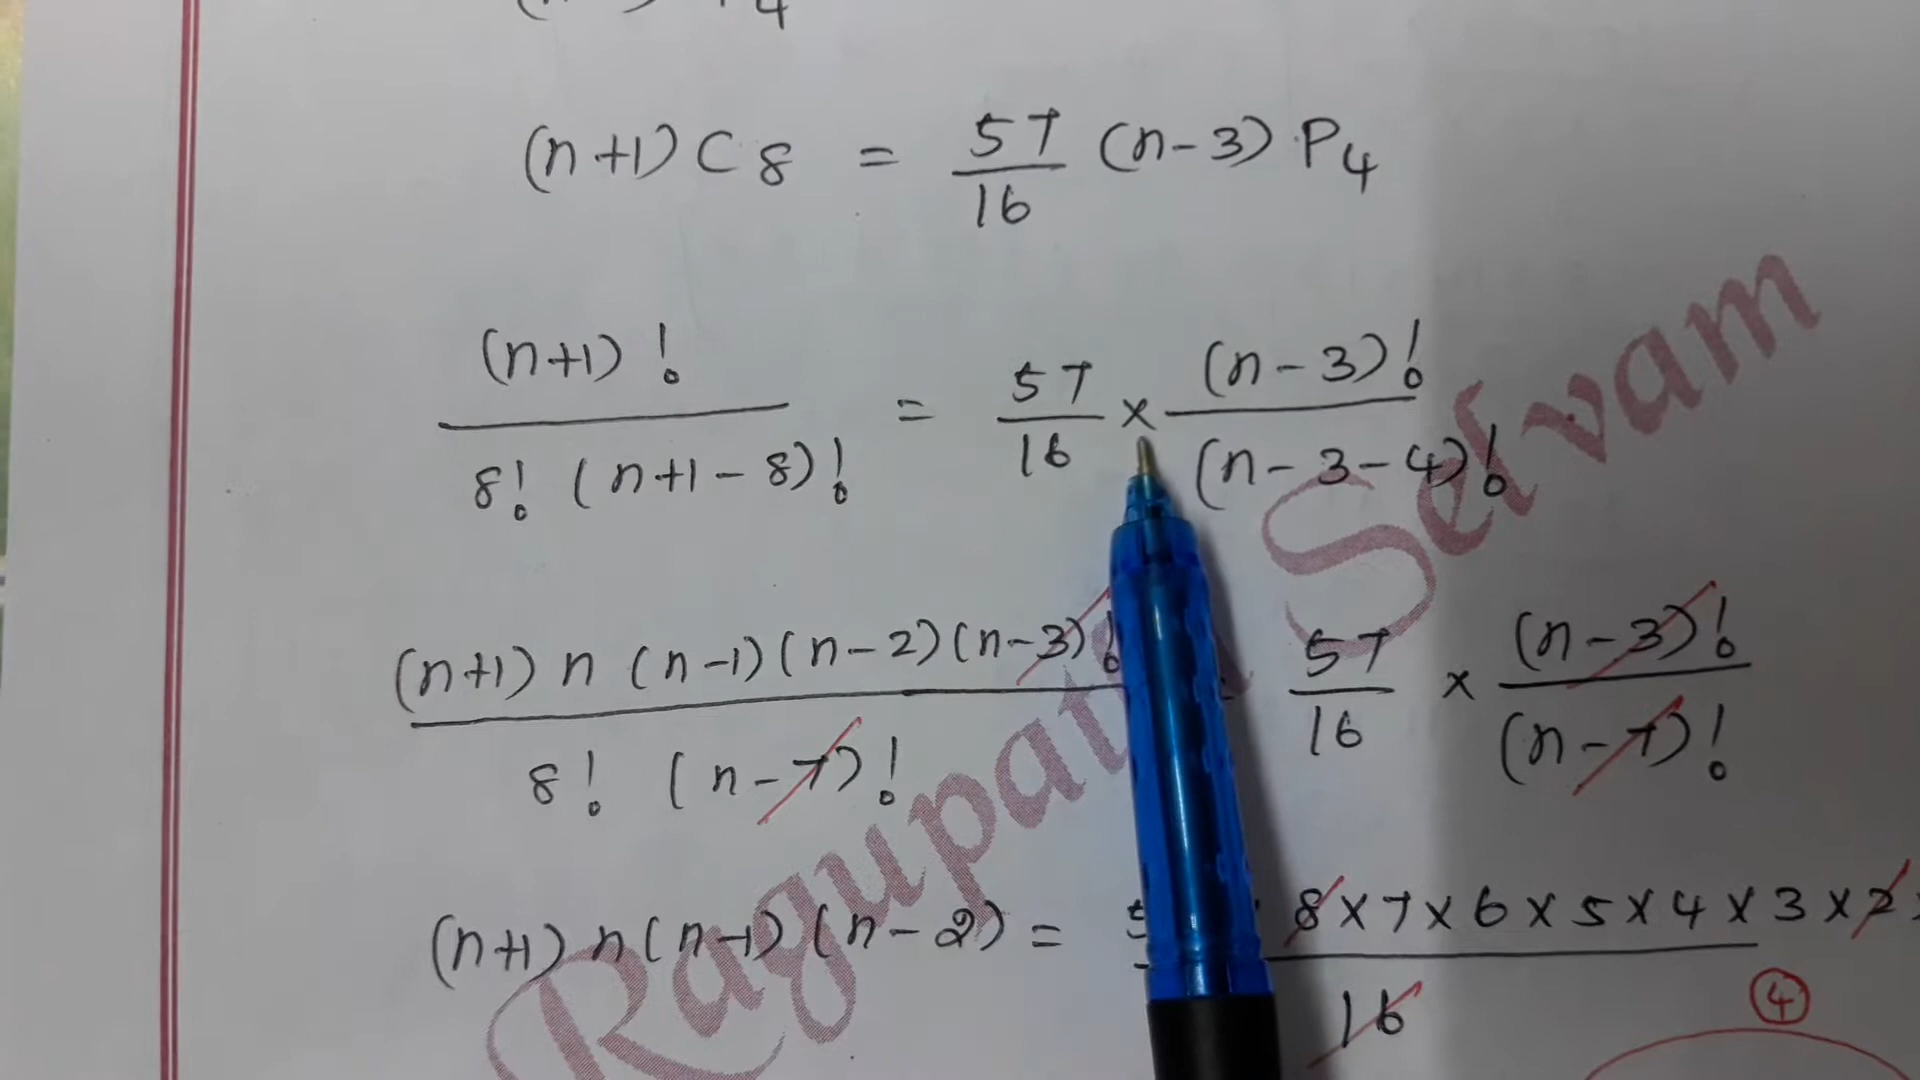 (n+1) C 8 = 57/16 (n-3) P4
(n+1)! / 8! (n+1-8)! = 57/16 × (n-3)! / (n-3-4)!
(n+1) n (n-1) (n-2) (n-3)! / 8! (n-7)! 57/16 × (n-3)! / (n-7)!
(n+1) n (n-1) (n-2) = 8×7×6×5×4×3×2 / 16
4
Selvam